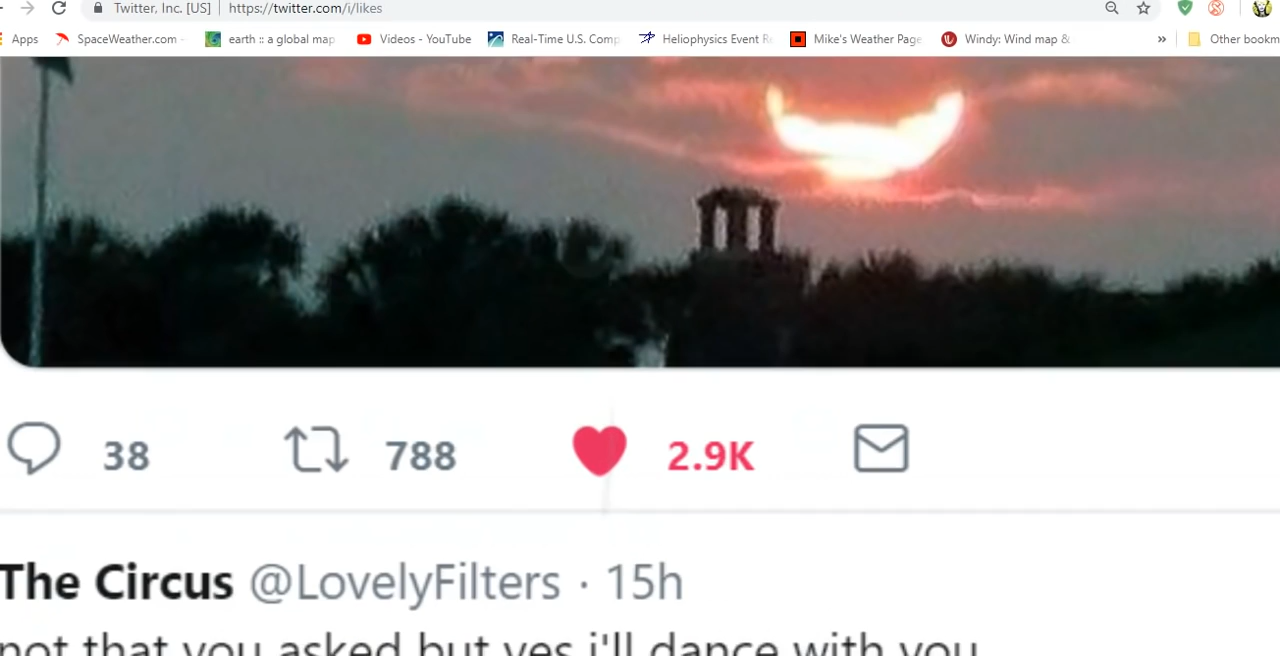 Twitter, Inc. [US] | https://twitter.com/i/likes
Apps SpaceWeather.com - earth :: a global map Videos - YouTube Real-Time U.S. Comp Heliophysics Event Re Mike's Weather Page Windy: Wind map & » Other bookm
38 788 2.9K
The Circus @LovelyFilters · 15h
not that you asked but yes i'll dance with you